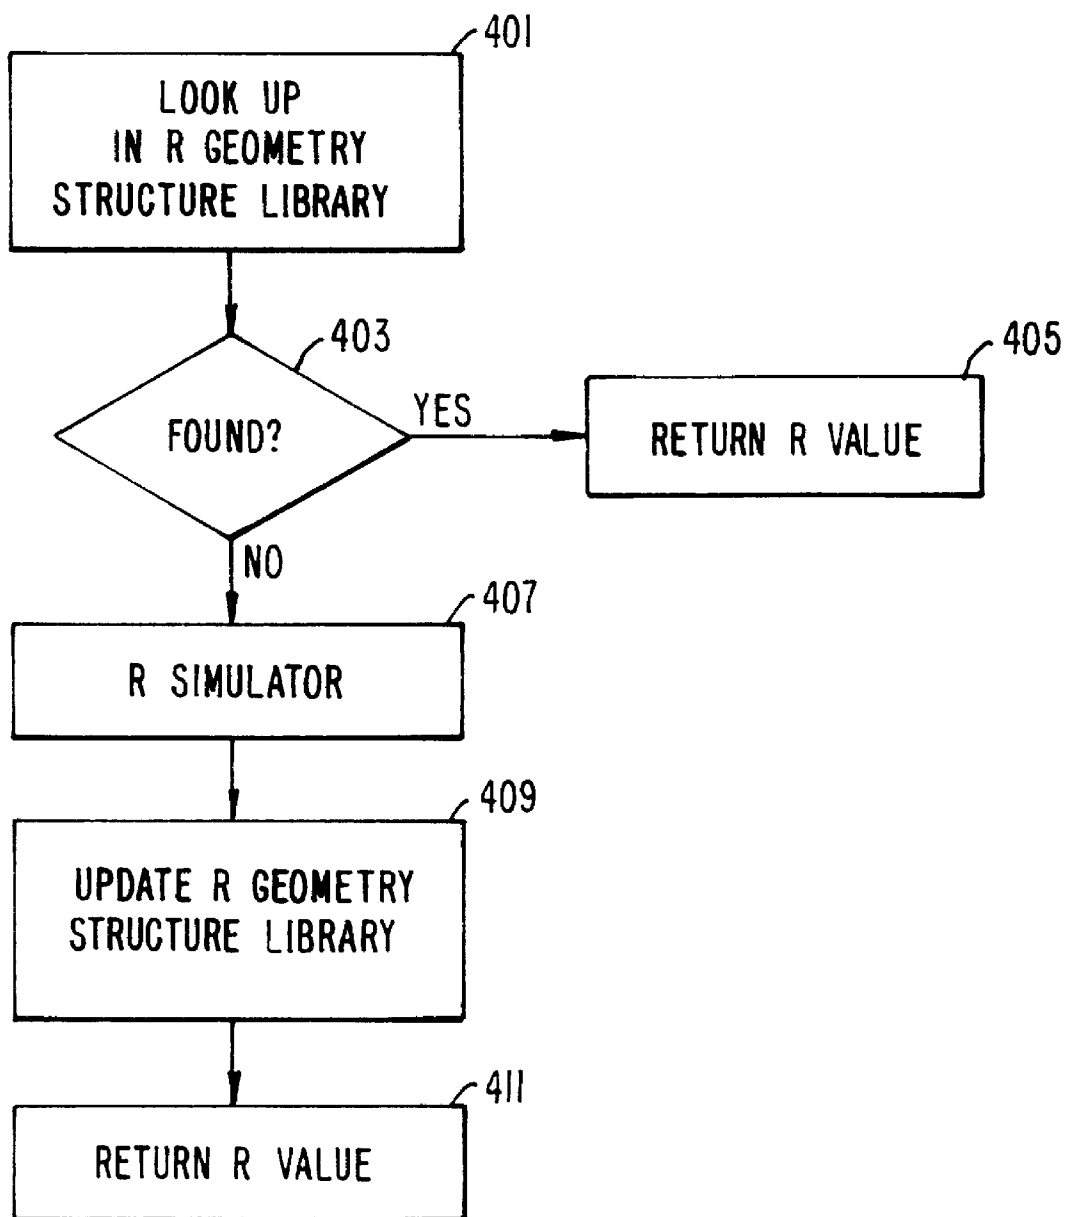 401
LOOK UP
IN R GEOMETRY
STRUCTURE LIBRARY
403
FOUND?
YES
405
RETURN R VALUE
NO
407
R SIMULATOR
409
UPDATE R GEOMETRY
STRUCTURE LIBRARY
411
RETURN R VALUE